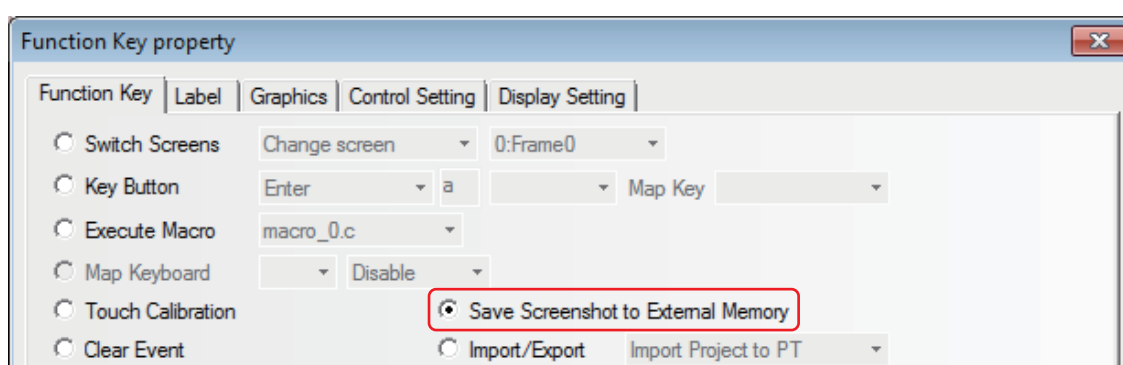 Function Key property
Function Key Label Graphics Control Setting Display Setting
Switch Screens Change screen 0:Frame0
Key Button Enter a Map Key
Execute Macro macro_0.c
Map Keyboard Disable
Touch Calibration Save Screenshot to External Memory
Clear Event Import/Export Import Project to PT